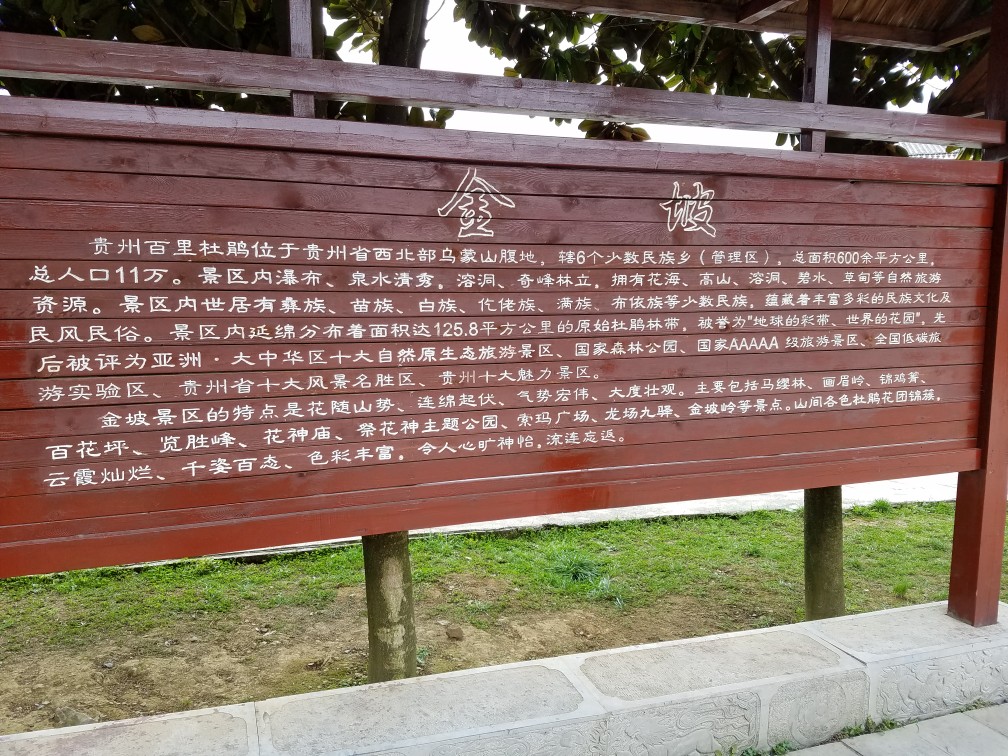 金坡
贵州百里杜鹃位于贵州省西北部乌蒙山腹地，辖6个少数民族乡（管理区），总面积600余平方公里，
总人口11万。景区内瀑布、泉水清秀，溶洞、奇峰林立，拥有花海、高山、溶洞、碧水、草甸等自然旅游
资源。景区内世居有彝族、苗族、白族、仡佬族、满族、布依族等少数民族，蕴藏着丰富多彩的民族文化及
民风民俗。景区内延绵分布着面积达125.8平方公里的原始杜鹃林带，被誉为"地球的彩带、世界的花园"，先
后被评为亚洲·大中华区十大自然原生态旅游景区、国家森林公园、国家AAAAA级旅游景区、全国低碳旅
游实验区、贵州省十大风景名胜区、贵州十大魅力景区。
金坡景区的特点是花随山势、连绵起伏、气势宏伟、大度壮观。主要包括马缨林、画眉岭、锦鸡箐、
百花坪、览胜峰、花神庙、祭花神主题公园、索玛广场、龙场九驿、金坡岭等景点。山间各色杜鹃花团锦簇，
云霞灿烂、千姿百态、色彩丰富，令人心旷神怡，流连忘返。